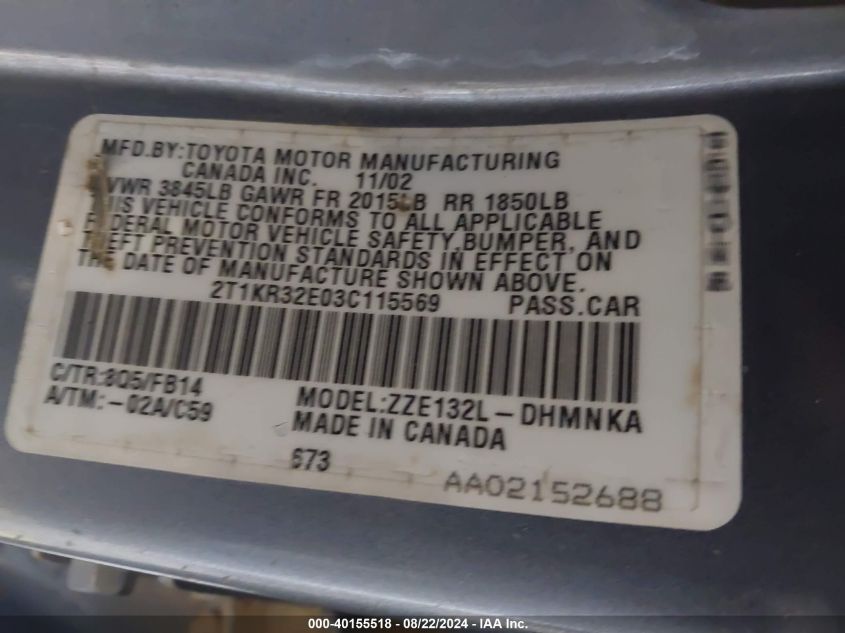 MFD.BY:TOYOTA MOTOR MANUFACTURING
CANADA INC. 11/02
GVWR 3845LB GAWR FR 2015LB RR 1850LB
THIS VEHICLE CONFORMS TO ALL APPLICABLE
FEDERAL MOTOR VEHICLE SAFETY,BUMPER, AND
THEFT PREVENTION STANDARDS IN EFFECT ON
THE DATE OF MANUFACTURE SHOWN ABOVE.
2T1KR32E03C115569 PASS.CAR
C/TR:8Q5/FB14
A/TM:-02A/C59
MODEL:ZZE132L-DHMNKA
MADE IN CANADA
673
AA02152688
000-40155518 - 08/22/2024 - IAA Inc.